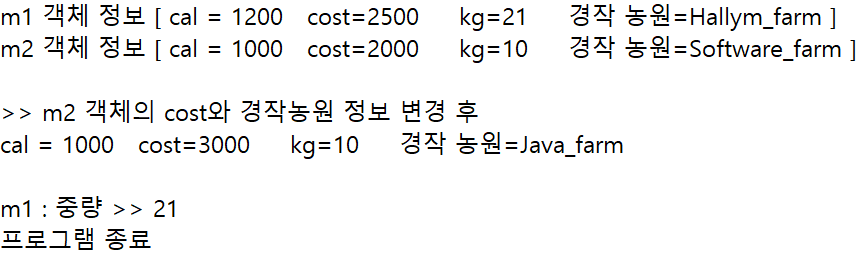 m1 객체 정보 [ cal = 1200 cost=2500 kg=21 경작 농원=Hallym_farm ]
m2 객체 정보 [ cal = 1000 cost=2000 kg=10 경작 농원=Software_farm ]
>> m2 객체의 cost와 경작농원 정보 변경 후
cal = 1000 cost=3000 kg=10 경작 농원=Java_farm
m1 : 중량 >> 21
프로그램 종료